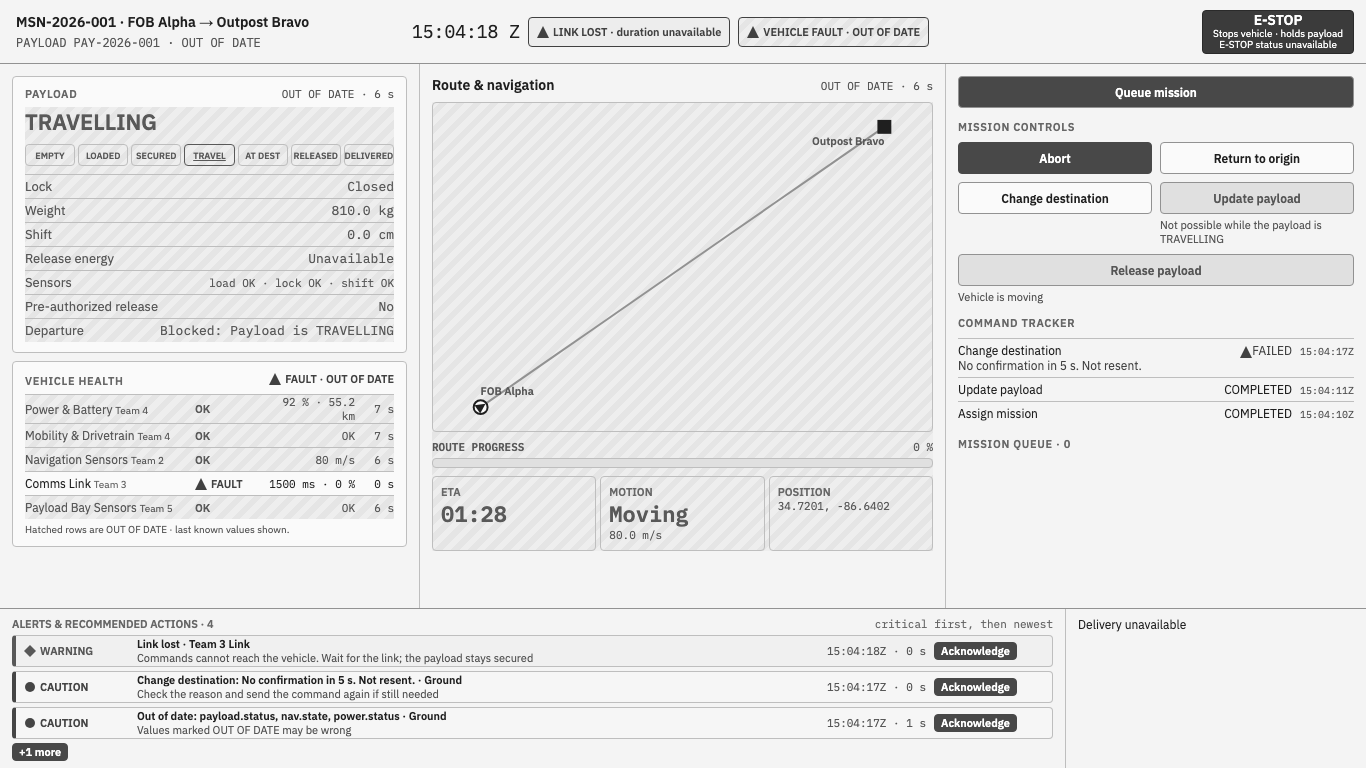 MSN-2026-001 · FOB Alpha → Outpost Bravo
PAYLOAD PAY-2026-001 · OUT OF DATE
15:04:18 Z
LINK LOST · duration unavailable
VEHICLE FAULT · OUT OF DATE
E-STOP
Stops vehicle · holds payload
E-STOP status unavailable
PAYLOAD
OUT OF DATE · 6 s
TRAVELLING
EMPTY
LOADED
SECURED
TRAVEL
AT DEST
RELEASED
DELIVERED
Lock Closed
Weight 810.0 kg
Shift 0.0 cm
Release energy Unavailable
Sensors load OK · lock OK · shift OK
Pre-authorized release No
Departure Blocked: Payload is TRAVELLING
VEHICLE HEALTH
FAULT · OUT OF DATE
Power & Battery Team 4 OK 92 % · 55.2 km 7 s
Mobility & Drivetrain Team 4 OK OK 7 s
Navigation Sensors Team 2 OK 80 m/s 6 s
Comms Link Team 3 FAULT 1500 ms · 0 % 0 s
Payload Bay Sensors Team 5 OK OK 6 s
Hatched rows are OUT OF DATE · last known values shown.
Route & navigation
OUT OF DATE · 6 s
Outpost Bravo
FOB Alpha
ROUTE PROGRESS 0 %
ETA
01:28
MOTION
Moving
80.0 m/s
POSITION
34.7201, -86.6402
Queue mission
MISSION CONTROLS
Abort
Return to origin
Change destination
Update payload
Not possible while the payload is
TRAVELLING
Release payload
Vehicle is moving
COMMAND TRACKER
Change destination FAILED 15:04:17Z
No confirmation in 5 s. Not resent.
Update payload COMPLETED 15:04:11Z
Assign mission COMPLETED 15:04:10Z
MISSION QUEUE · 0
ALERTS & RECOMMENDED ACTIONS · 4
critical first, then newest
WARNING
Link lost · Team 3 Link
Commands cannot reach the vehicle. Wait for the link; the payload stays secured
15:04:18Z · 0 s
Acknowledge
CAUTION
Change destination: No confirmation in 5 s. Not resent. · Ground
Check the reason and send the command again if still needed
15:04:17Z · 0 s
Acknowledge
CAUTION
Out of date: payload.status, nav.state, power.status · Ground
Values marked OUT OF DATE may be wrong
15:04:17Z · 1 s
Acknowledge
+1 more
Delivery unavailable